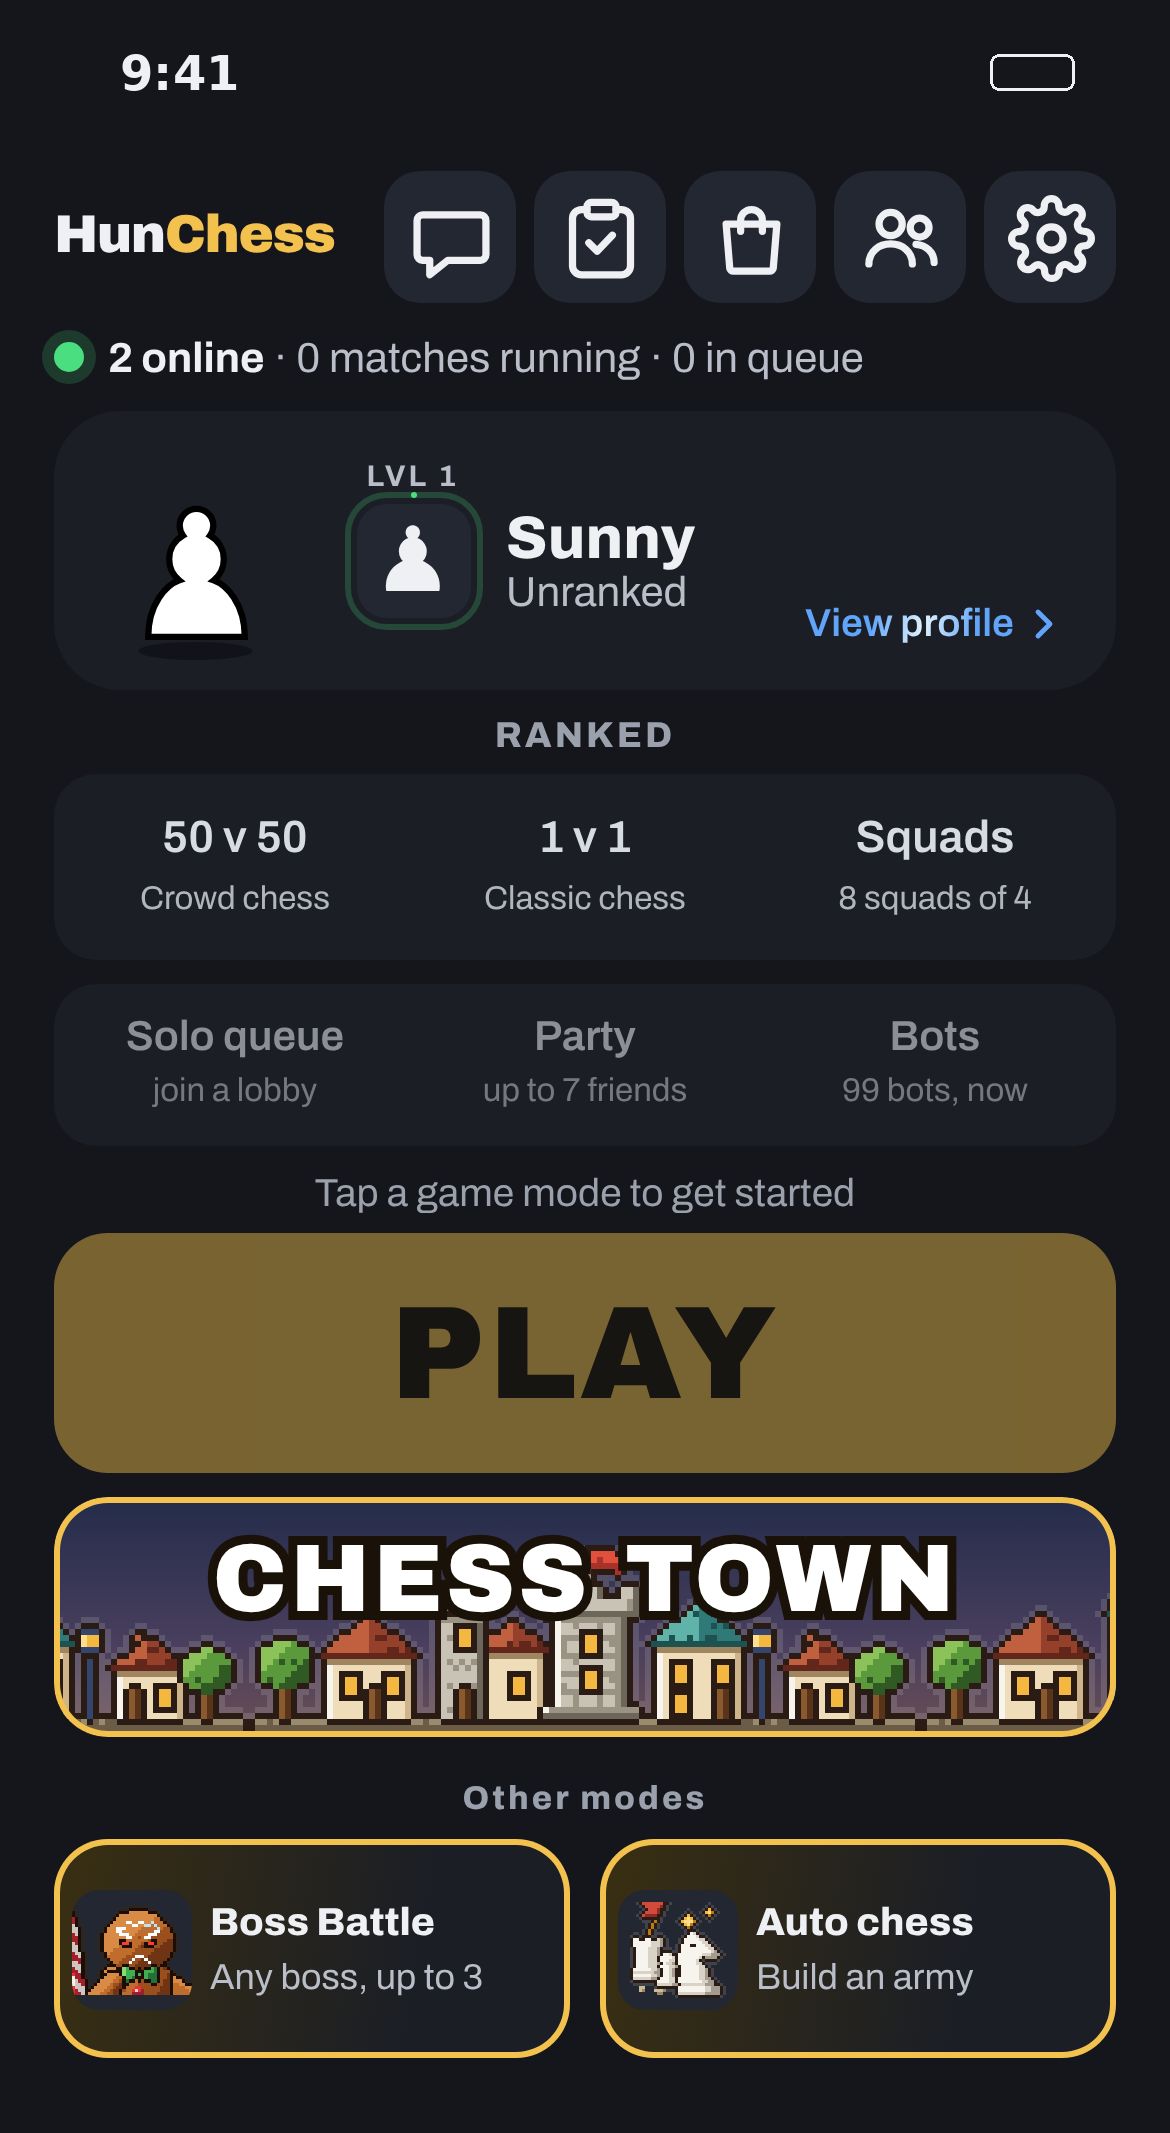 9:41
HunChess
2 online · 0 matches running · 0 in queue
LVL 1
Sunny
Unranked
View profile
RANKED
50 v 50
Crowd chess
1 v 1
Classic chess
Squads
8 squads of 4
Solo queue
join a lobby
Party
up to 7 friends
Bots
99 bots, now
Tap a game mode to get started
PLAY
CHESS TOWN
Other modes
Boss Battle
Any boss, up to 3
Auto chess
Build an army